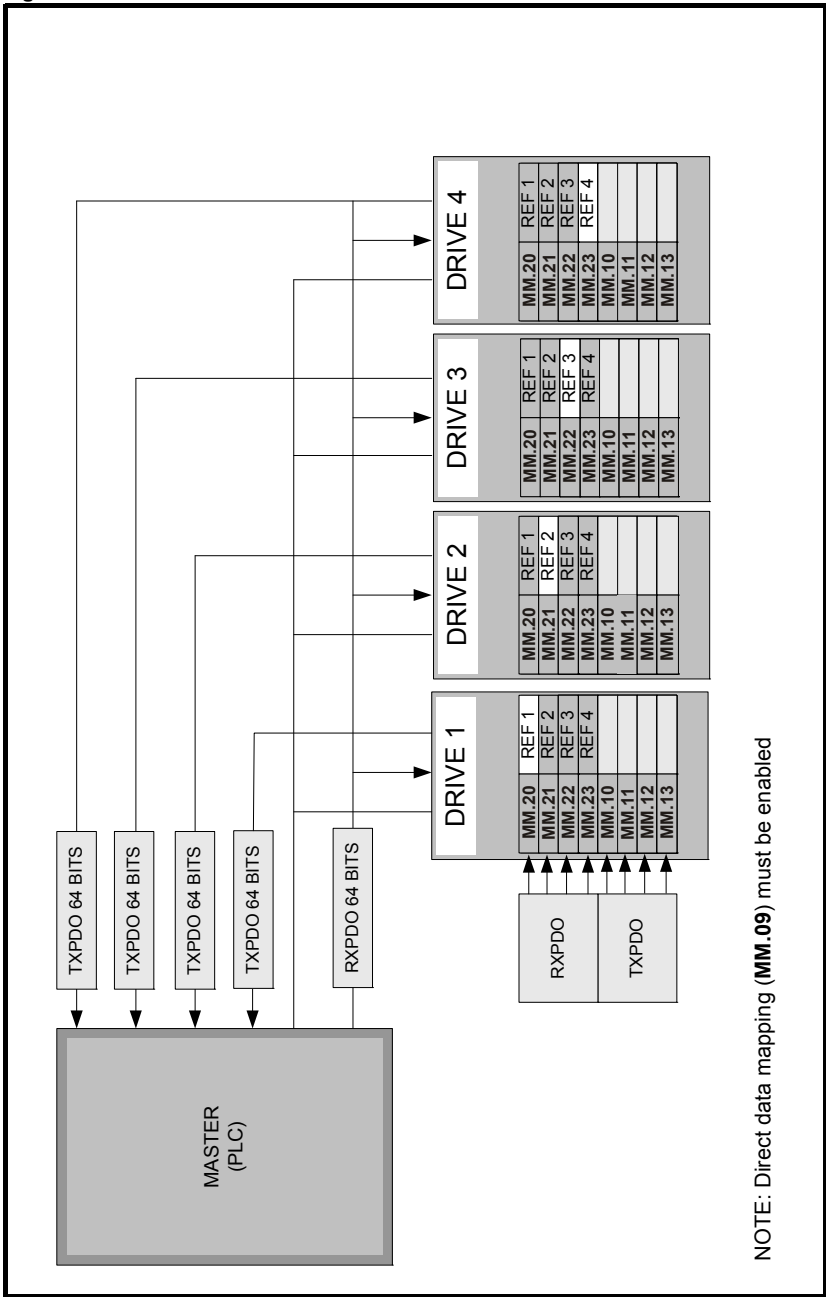 TXPDO 64 BITS
TXPDO 64 BITS
TXPDO 64 BITS
TXPDO 64 BITS
MASTER
(PLC)
RXPDO 64 BITS
DRIVE 1
MM.20 REF 1
MM.21 REF 2
MM.22 REF 3
MM.23 REF 4
MM.10
MM.11
MM.12
MM.13
DRIVE 2
MM.20 REF 1
MM.21 REF 2
MM.22 REF 3
MM.23 REF 4
MM.10
MM.11
MM.12
MM.13
DRIVE 3
MM.20 REF 1
MM.21 REF 2
MM.22 REF 3
MM.23 REF 4
MM.10
MM.11
MM.12
MM.13
DRIVE 4
MM.20 REF 1
MM.21 REF 2
MM.22 REF 3
MM.23 REF 4
MM.10
MM.11
MM.12
MM.13
RXPDO
TXPDO
NOTE: Direct data mapping (MM.09) must be enabled